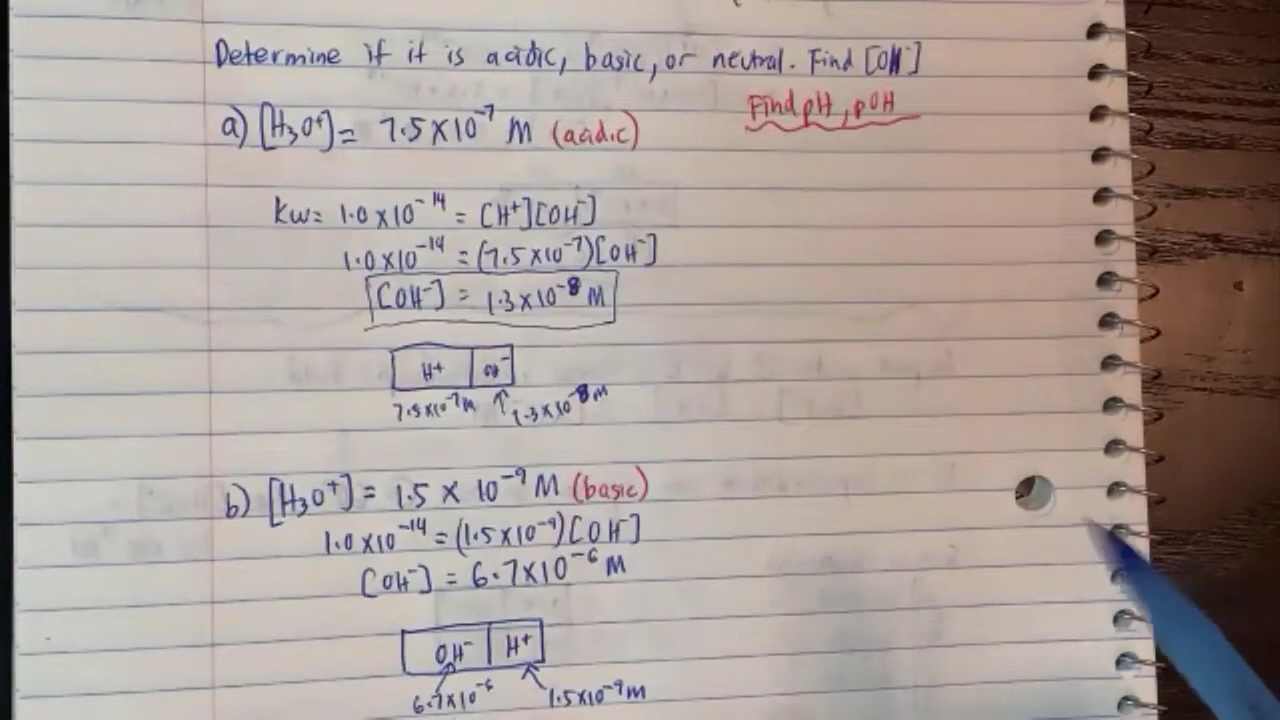 Determine if it is acidic, basic, or neutral. Find [OH⁻]
Find pH, pOH
a) [H₃O⁺] = 7.5 × 10⁻⁷ M (acidic)
Kw = 1.0 × 10⁻¹⁴ = [H⁺][OH⁻]
1.0 × 10⁻¹⁴ = (7.5 × 10⁻⁷)[OH⁻]
[OH⁻] = 1.3 × 10⁻⁸ M
H+ OH⁻
7.5 × 10⁻⁷ M 1.3 × 10⁻⁸ M
b) [H₃O⁺] = 1.5 × 10⁻⁹ M (basic)
1.0 × 10⁻¹⁴ = (1.5 × 10⁻⁹)[OH⁻]
[OH⁻] = 6.7 × 10⁻⁶ M
OH⁻ H⁺
6.7 × 10⁻⁶ 1.5 × 10⁻⁹ M